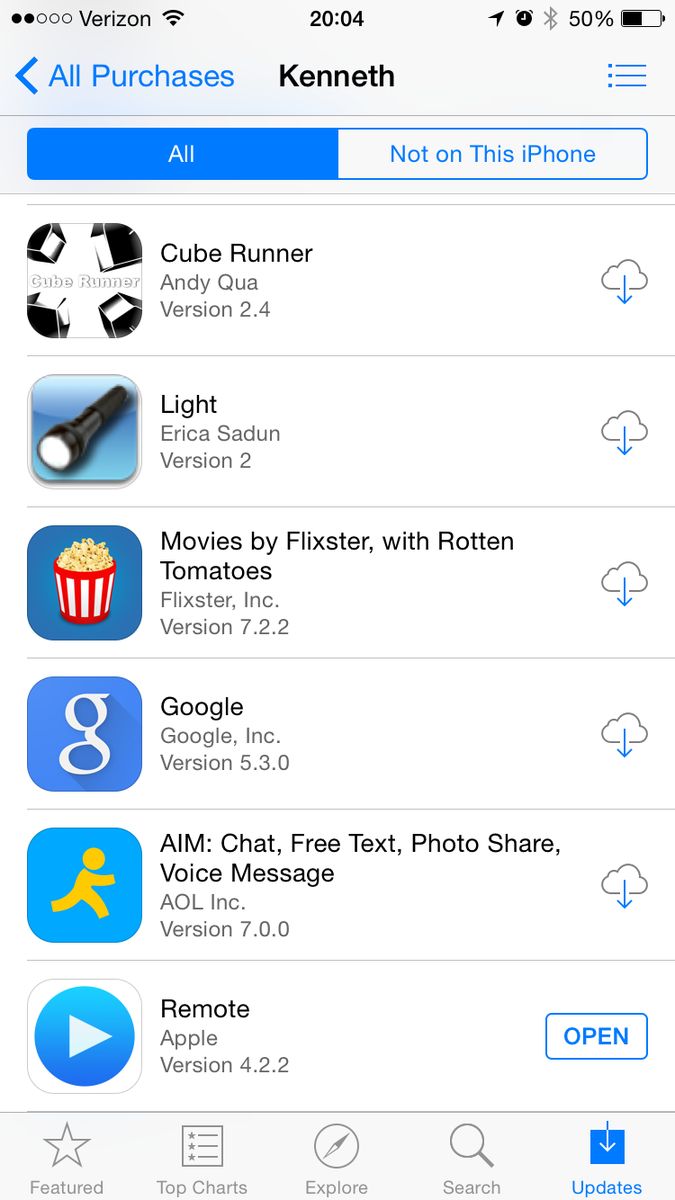 Verizon 20:04 50%
All Purchases Kenneth
All Not on This iPhone
Cube Runner
Cube Runner
Andy Qua
Version 2.4
Light
Erica Sadun
Version 2
Movies by Flixster, with Rotten
Tomatoes
Flixster, Inc.
Version 7.2.2
g
Google
Google, Inc.
Version 5.3.0
AIM: Chat, Free Text, Photo Share,
Voice Message
AOL Inc.
Version 7.0.0
Remote
Apple
Version 4.2.2
OPEN
Featured Top Charts Explore Search Updates